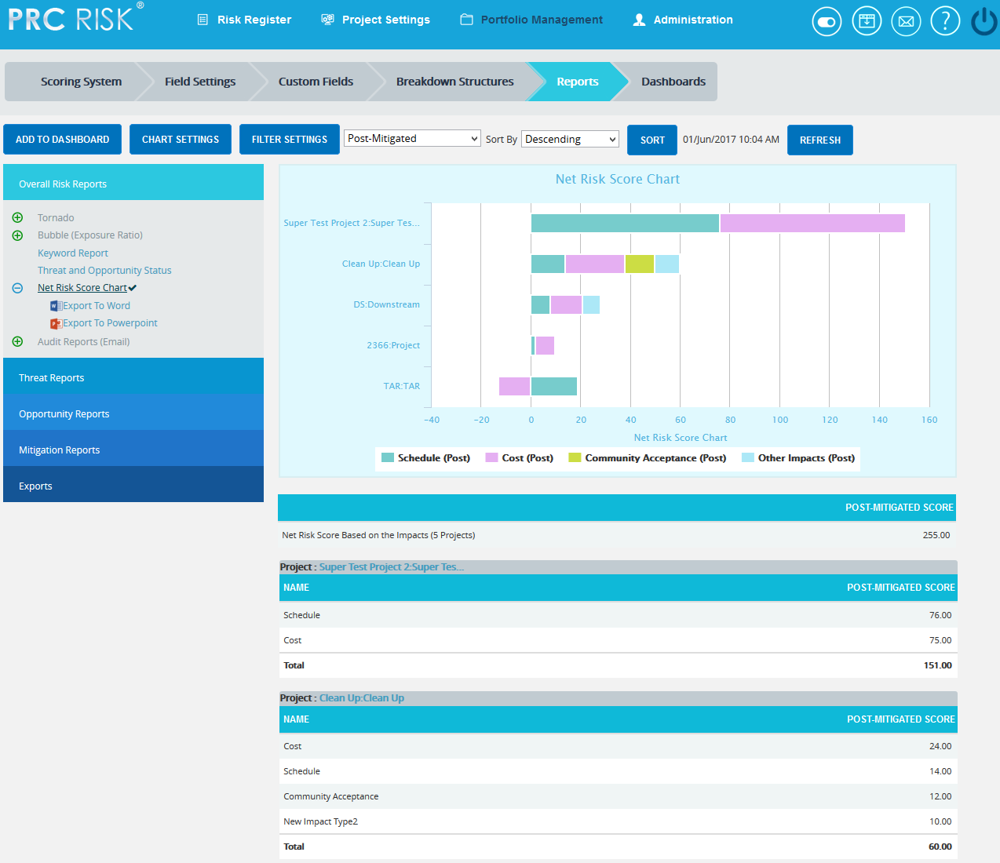 PRC RISK®
Risk Register Project Settings Portfolio Management Administration
?
Scoring System Field Settings Custom Fields Breakdown Structures Reports Dashboards
ADD TO DASHBOARD CHART SETTINGS FILTER SETTINGS Post-Mitigated Sort By Descending SORT 01/Jun/2017 10:04 AM REFRESH
Overall Risk Reports
Tornado
Bubble (Exposure Ratio)
Keyword Report
Threat and Opportunity Status
Net Risk Score Chart
Export To Word
Export To Powerpoint
Audit Reports (Email)
Threat Reports
Opportunity Reports
Mitigation Reports
Exports
Net Risk Score Chart
Super Test Project 2:Super Tes...
Clean Up:Clean Up
DS:Downstream
2366:Project
TAR:TAR
-40 -20 0 20 40 60 80 100 120 140 160
Net Risk Score Chart
Schedule (Post) Cost (Post) Community Acceptance (Post) Other Impacts (Post)
POST-MITIGATED SCORE
Net Risk Score Based on the Impacts (5 Projects) 255.00
Project : Super Test Project 2:Super Tes...
NAME POST-MITIGATED SCORE
Schedule 76.00
Cost 75.00
Total 151.00
Project : Clean Up:Clean Up
NAME POST-MITIGATED SCORE
Cost 24.00
Schedule 14.00
Community Acceptance 12.00
New Impact Type2 10.00
Total 60.00